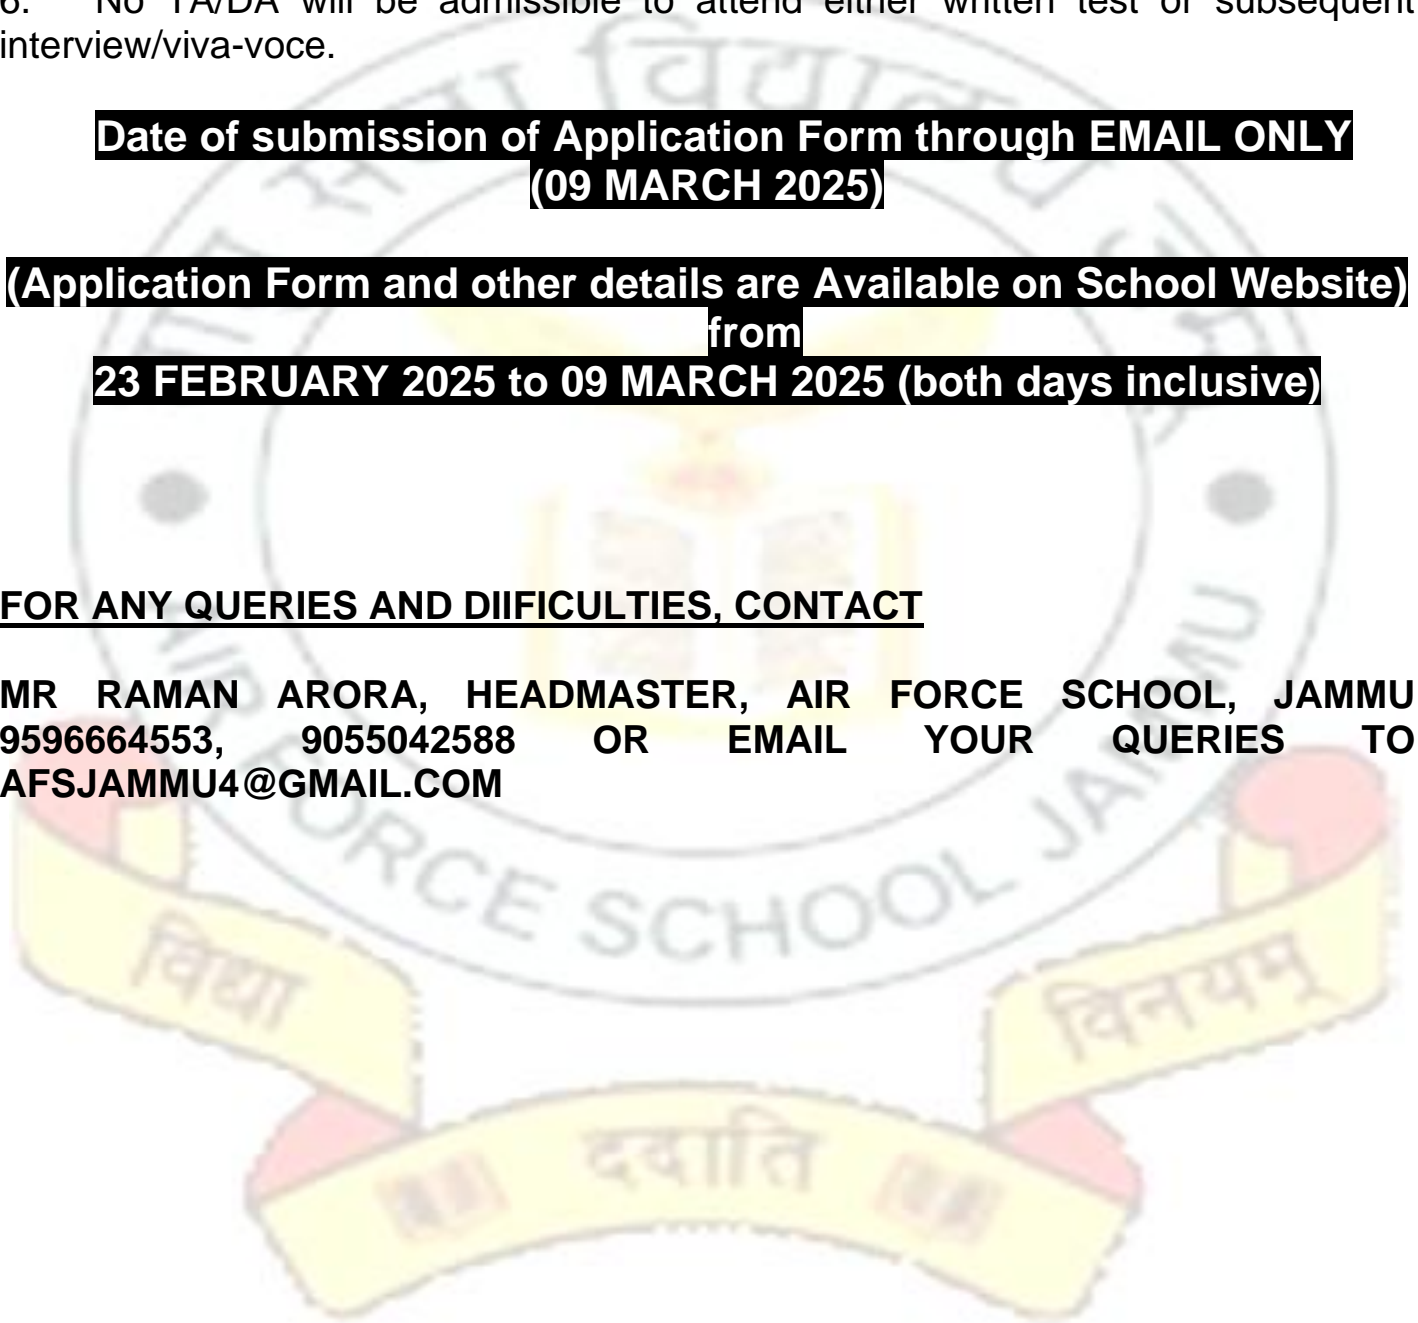 6. No TA/DA will be admissible to attend either written test or subsequent
interview/viva-voce.
Date of submission of Application Form through EMAIL ONLY
(09 MARCH 2025)
(Application Form and other details are Available on School Website)
from
23 FEBRUARY 2025 to 09 MARCH 2025 (both days inclusive)
FOR ANY QUERIES AND DIIFICULTIES, CONTACT
MR RAMAN ARORA, HEADMASTER, AIR FORCE SCHOOL, JAMMU
9596664553, 9055042588 OR EMAIL YOUR QUERIES TO
AFSJAMMU4@GMAIL.COM
विद्यालय
AIR FORCE SCHOOL JAMMU
विद्या
ददाति
विनयम्